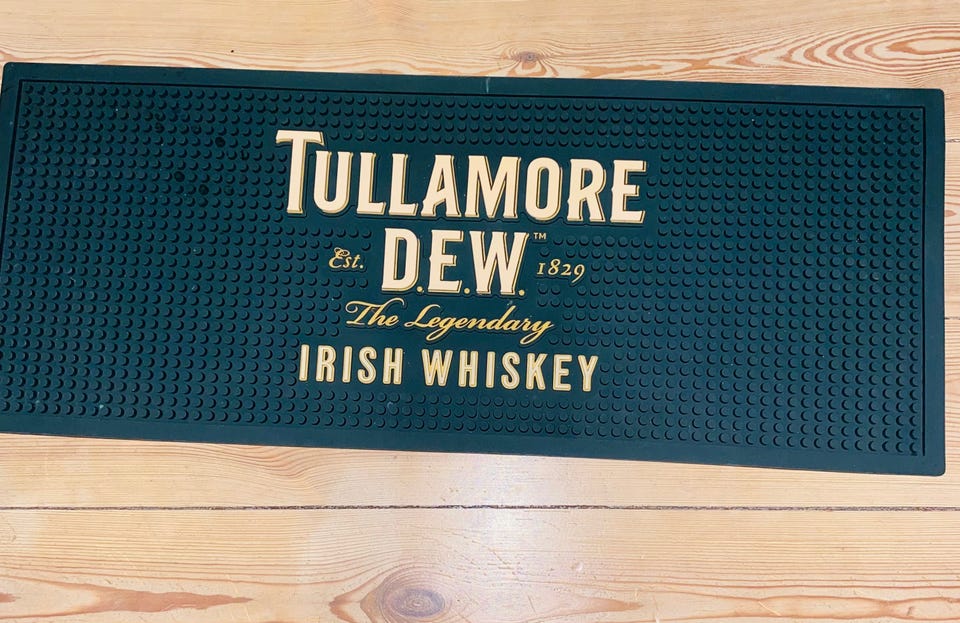 TULLAMORE
D.E.W.™
Est. 1829
The Legendary
IRISH WHISKEY